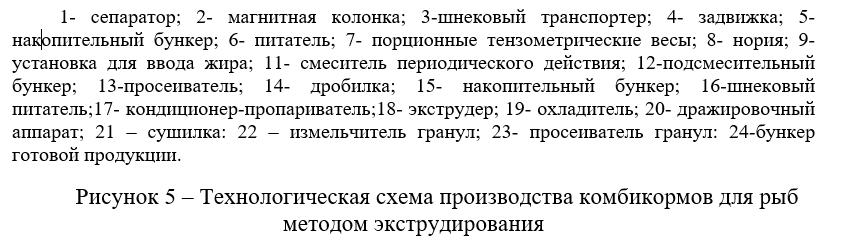 1- сепаратор; 2- магнитная колонка; 3-шнековый транспортер; 4- задвижка; 5-
накопительный бункер; 6- питатель; 7- порционные тензометрические весы; 8- нория; 9-
установка для ввода жира; 11- смеситель периодического действия; 12-подсмесительный
бункер; 13-просеиватель; 14- дробилка; 15- накопительный бункер; 16-шнековый
питатель;17- кондиционер-пропариватель;18- экструдер; 19- охладитель; 20- дражировочный
аппарат; 21 – сушилка: 22 – измельчитель гранул; 23- просеиватель гранул: 24-бункер
готовой продукции.
Рисунок 5 – Технологическая схема производства комбикормов для рыб
методом экструдирования